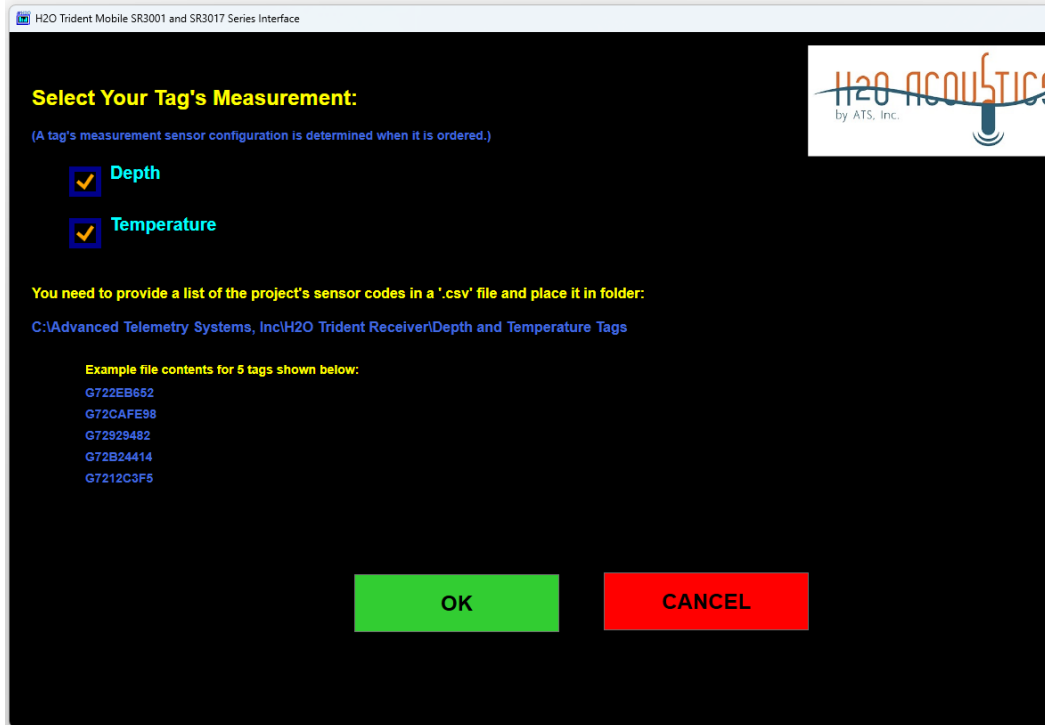 H2O Trident Mobile SR3001 and SR3017 Series Interface
H2O ACOUSTICS
by ATS, Inc.
Select Your Tag's Measurement:
(A tag's measurement sensor configuration is determined when it is ordered.)
Depth
Temperature
You need to provide a list of the project's sensor codes in a '.csv' file and place it in folder:
C:\Advanced Telemetry Systems, Inc\H2O Trident Receiver\Depth and Temperature Tags
Example file contents for 5 tags shown below:
G722EB652
G72CAFE98
G72929482
G72B24414
G7212C3F5
OK
CANCEL